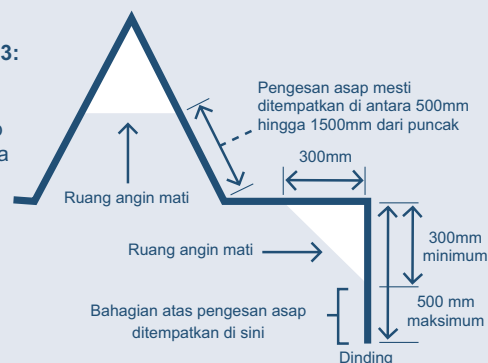 3:
Pengesan asap mesti
ditempatkan di antara 500mm
hingga 1500mm dari puncak
300mm
Ruang angin mati
Ruang angin mati
300mm
minimum
Bahagian atas pengesan asap
ditempatkan di sini
500 mm
maksimum
Dinding